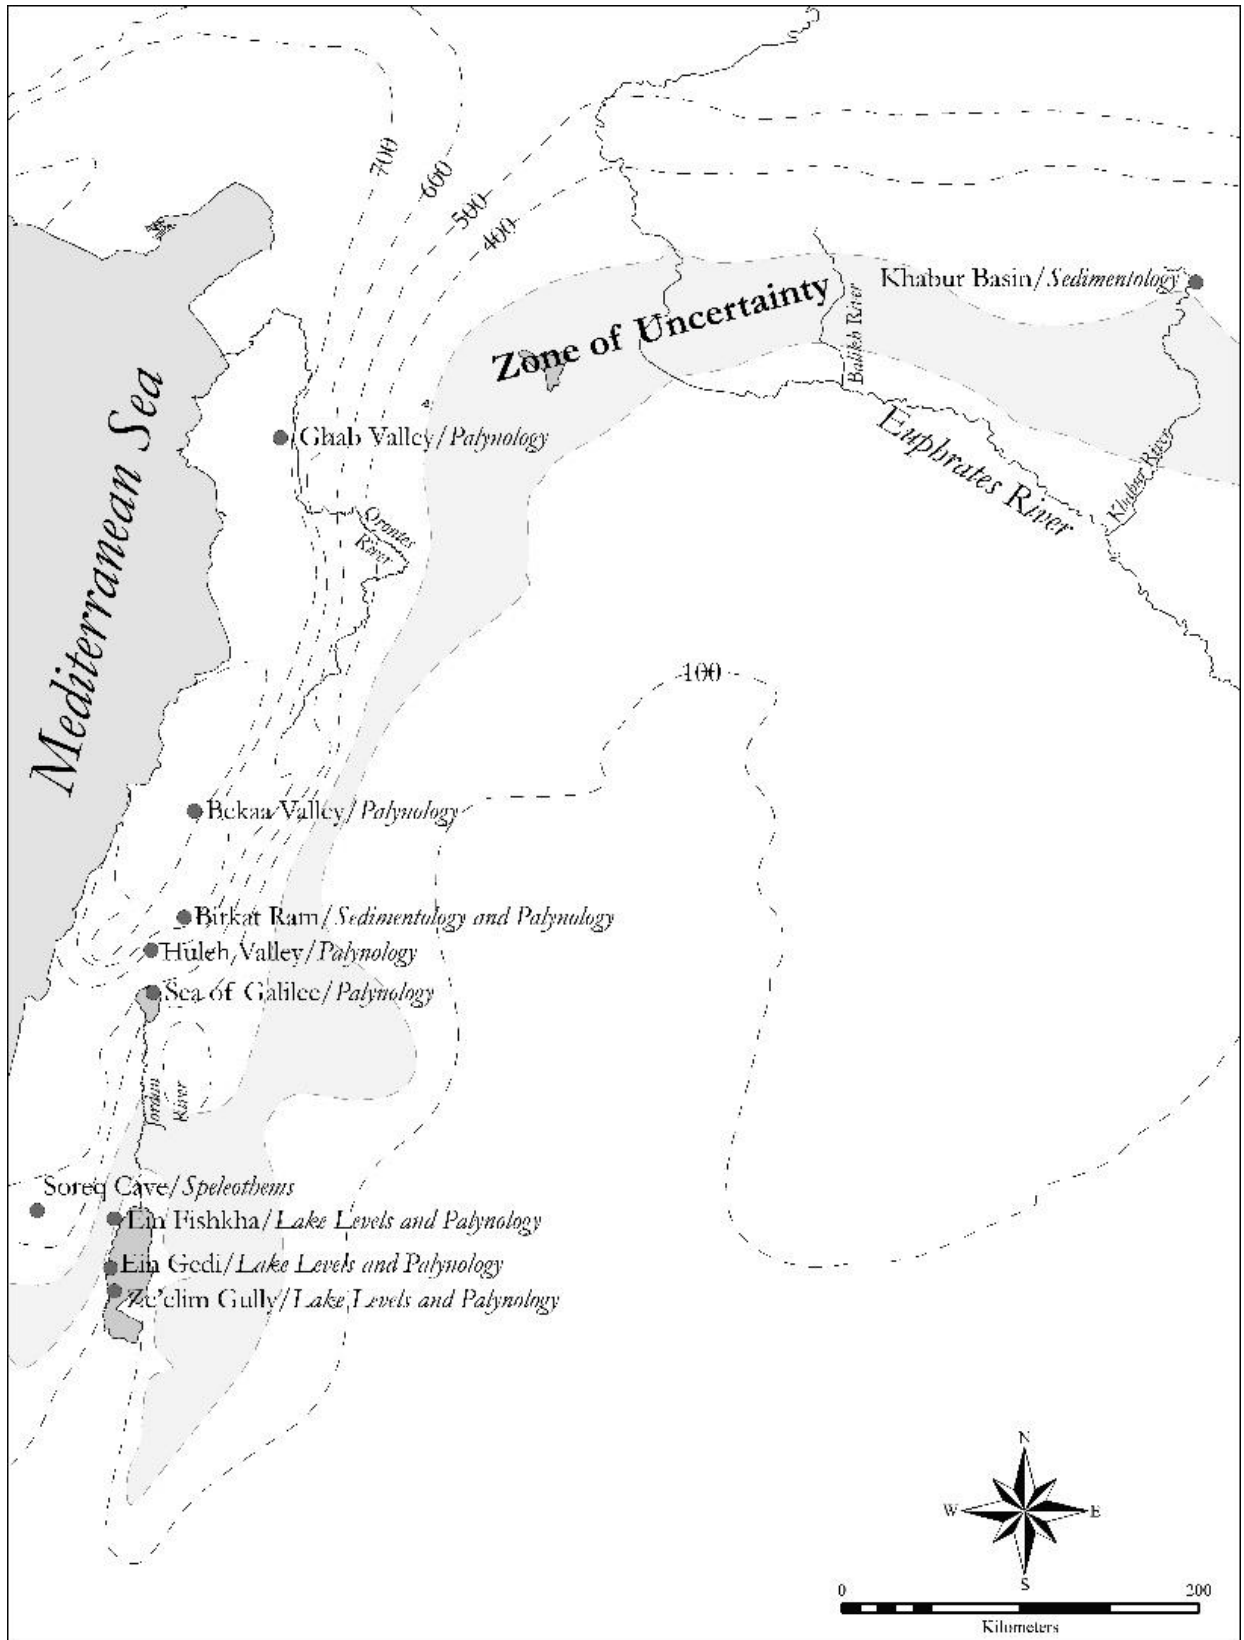 700
600
500
400
Zone of Uncertainty
Khabur Basin/Sedimentology
Balikh River
Mediterranean Sea
Ghab Valley/Palynology
Euphrates River
Khabur River
Orontes
River
100
Bekaa Valley/Palynology
Birkat Ram/Sedimentology and Palynology
Huleh Valley/Palynology
Sea of Galilee/Palynology
Jordan
River
Soreq Cave/Speleothems
Ein Fishkha/Lake Levels and Palynology
Ein Gedi/Lake Levels and Palynology
Ze'elim Gully/Lake Levels and Palynology
N
W E
S
0 200
Kilometers